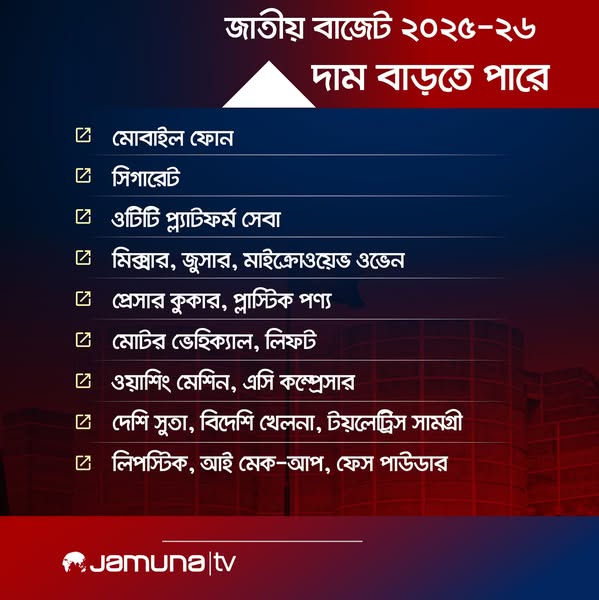 জাতীয় বাজেট ২০২৫-২৬
দাম বাড়তে পারে
মোবাইল ফোন
সিগারেট
ওটিটি প্ল্যাটফর্ম সেবা
মিক্সার, জুসার, মাইক্রোওয়েভ ওভেন
প্রেসার কুকার, প্লাস্টিক পণ্য
মোটর ভেহিক্যাল, লিফট
ওয়াশিং মেশিন, এসি কম্প্রেসার
দেশি সুতা, বিদেশি খেলনা, টয়লেট্রিস সামগ্রী
লিপস্টিক, আই মেক-আপ, ফেস পাউডার
Jamuna|tv